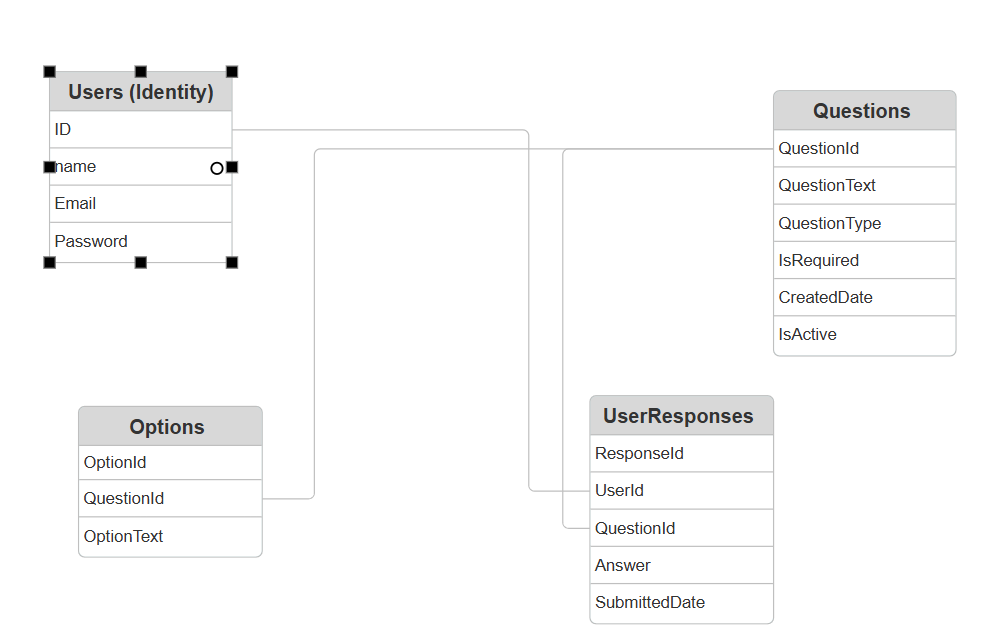 Users (Identity)
ID
name
Email
Password
Questions
QuestionId
QuestionText
QuestionType
IsRequired
CreatedDate
IsActive
Options
OptionId
QuestionId
OptionText
UserResponses
ResponseId
UserId
QuestionId
Answer
SubmittedDate